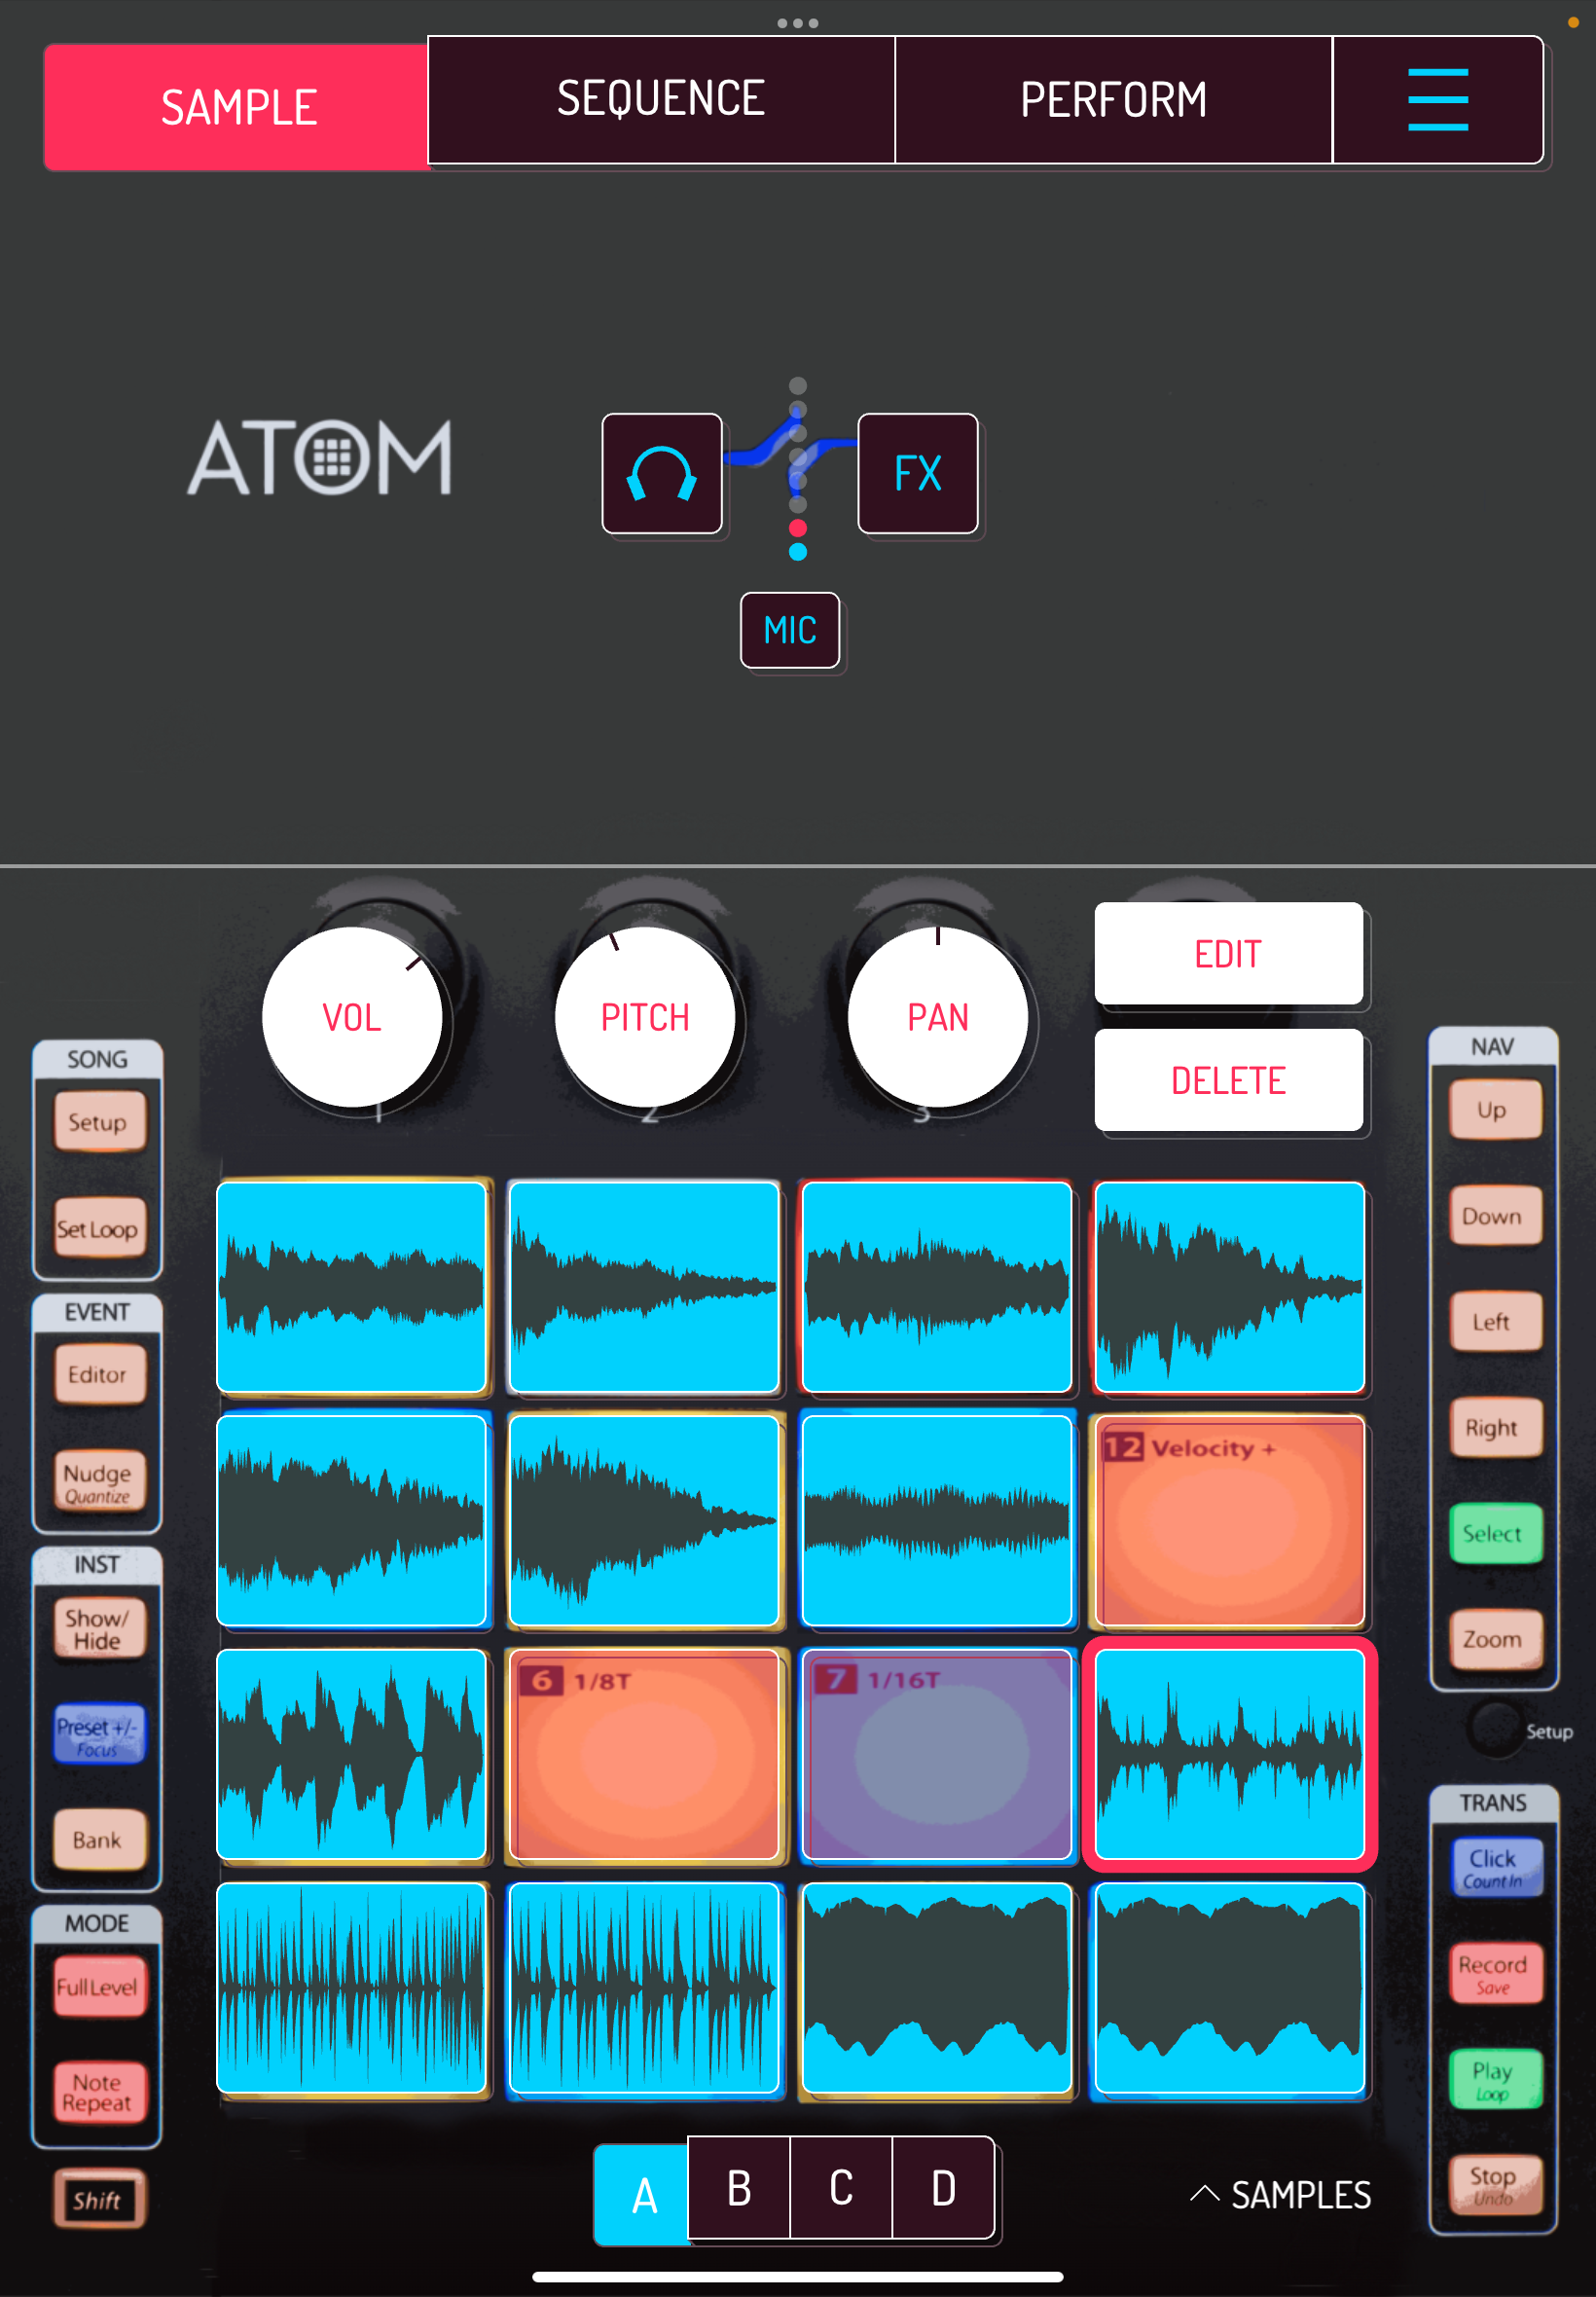 SAMPLE
SEQUENCE
PERFORM
ATOM
FX
MIC
VOL
PITCH
PAN
EDIT
DELETE
1
2
3
SONG
Setup
Set Loop
EVENT
Editor
Nudge
Quantize
INST
Show/
Hide
Preset +/-
Focus
Bank
MODE
Full Level
Note
Repeat
Shift
12 Velocity +
6 1/8T
7 1/16T
NAV
Up
Down
Left
Right
Select
Zoom
Setup
TRANS
Click
Count In
Record
Save
Play
Loop
Stop
Undo
A
B
C
D
SAMPLES